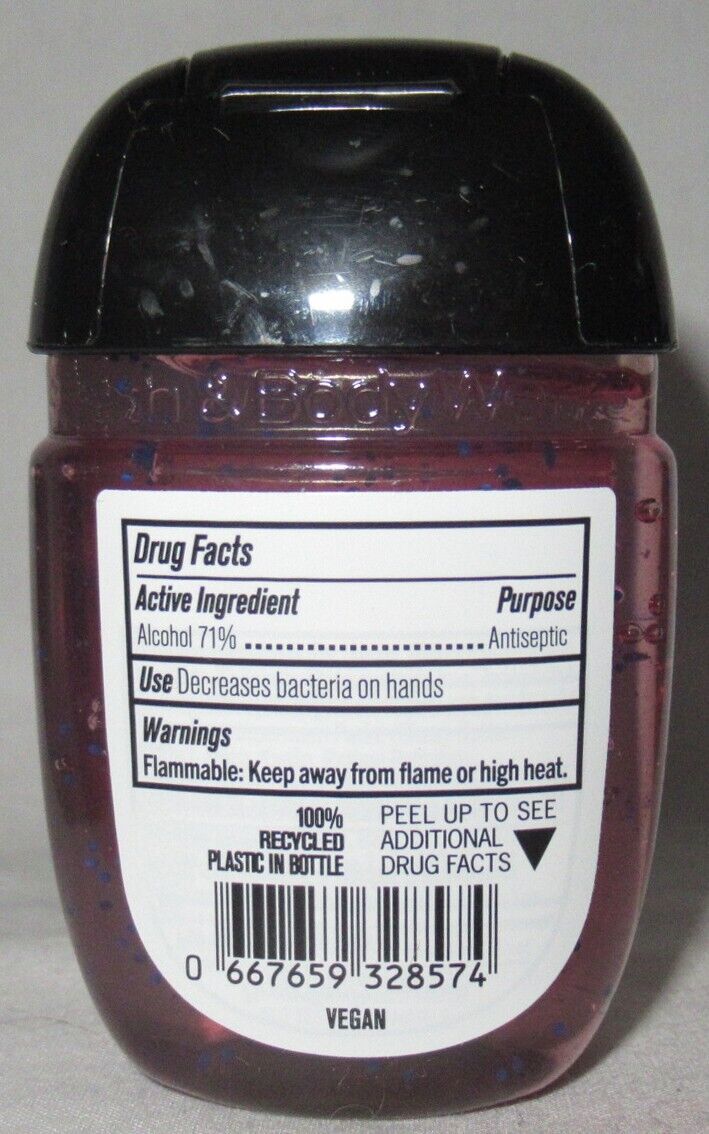 & Body
Drug Facts
Active Ingredient Purpose
Alcohol 71% ........................ Antiseptic
Use Decreases bacteria on hands
Warnings
Flammable: Keep away from flame or high heat.
100%
RECYCLED
PLASTIC IN BOTTLE
PEEL UP TO SEE
ADDITIONAL
DRUG FACTS
0 667659 328574
VEGAN